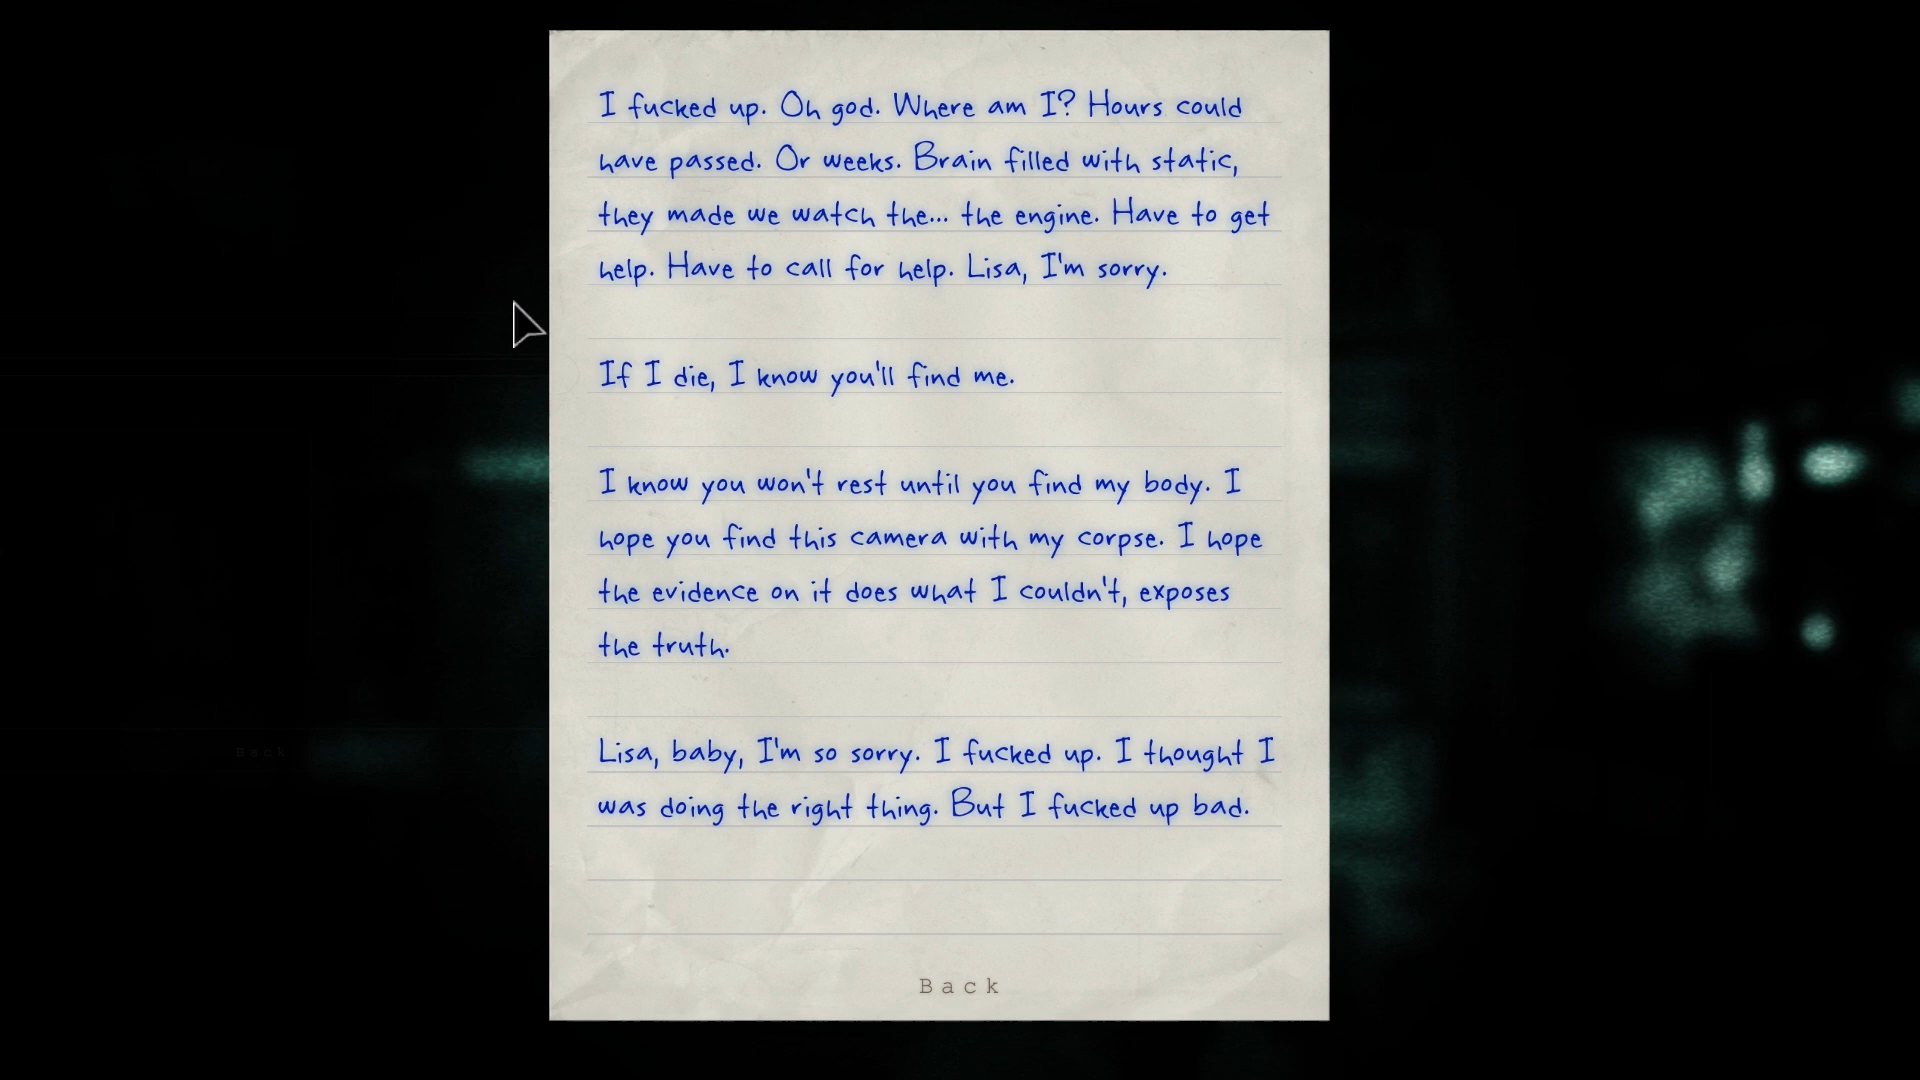 I fucked up. Oh god. Where am I? Hours could
have passed. Or weeks. Brain filled with static,
they made we watch the... the engine. Have to get
help. Have to call for help. Lisa, I'm sorry.
If I die, I know you'll find me.
I know you won't rest until you find my body. I
hope you find this camera with my corpse. I hope
the evidence on it does what I couldn't, exposes
the truth.
Lisa, baby, I'm so sorry. I fucked up. I thought I
was doing the right thing. But I fucked up bad.
Back
Back